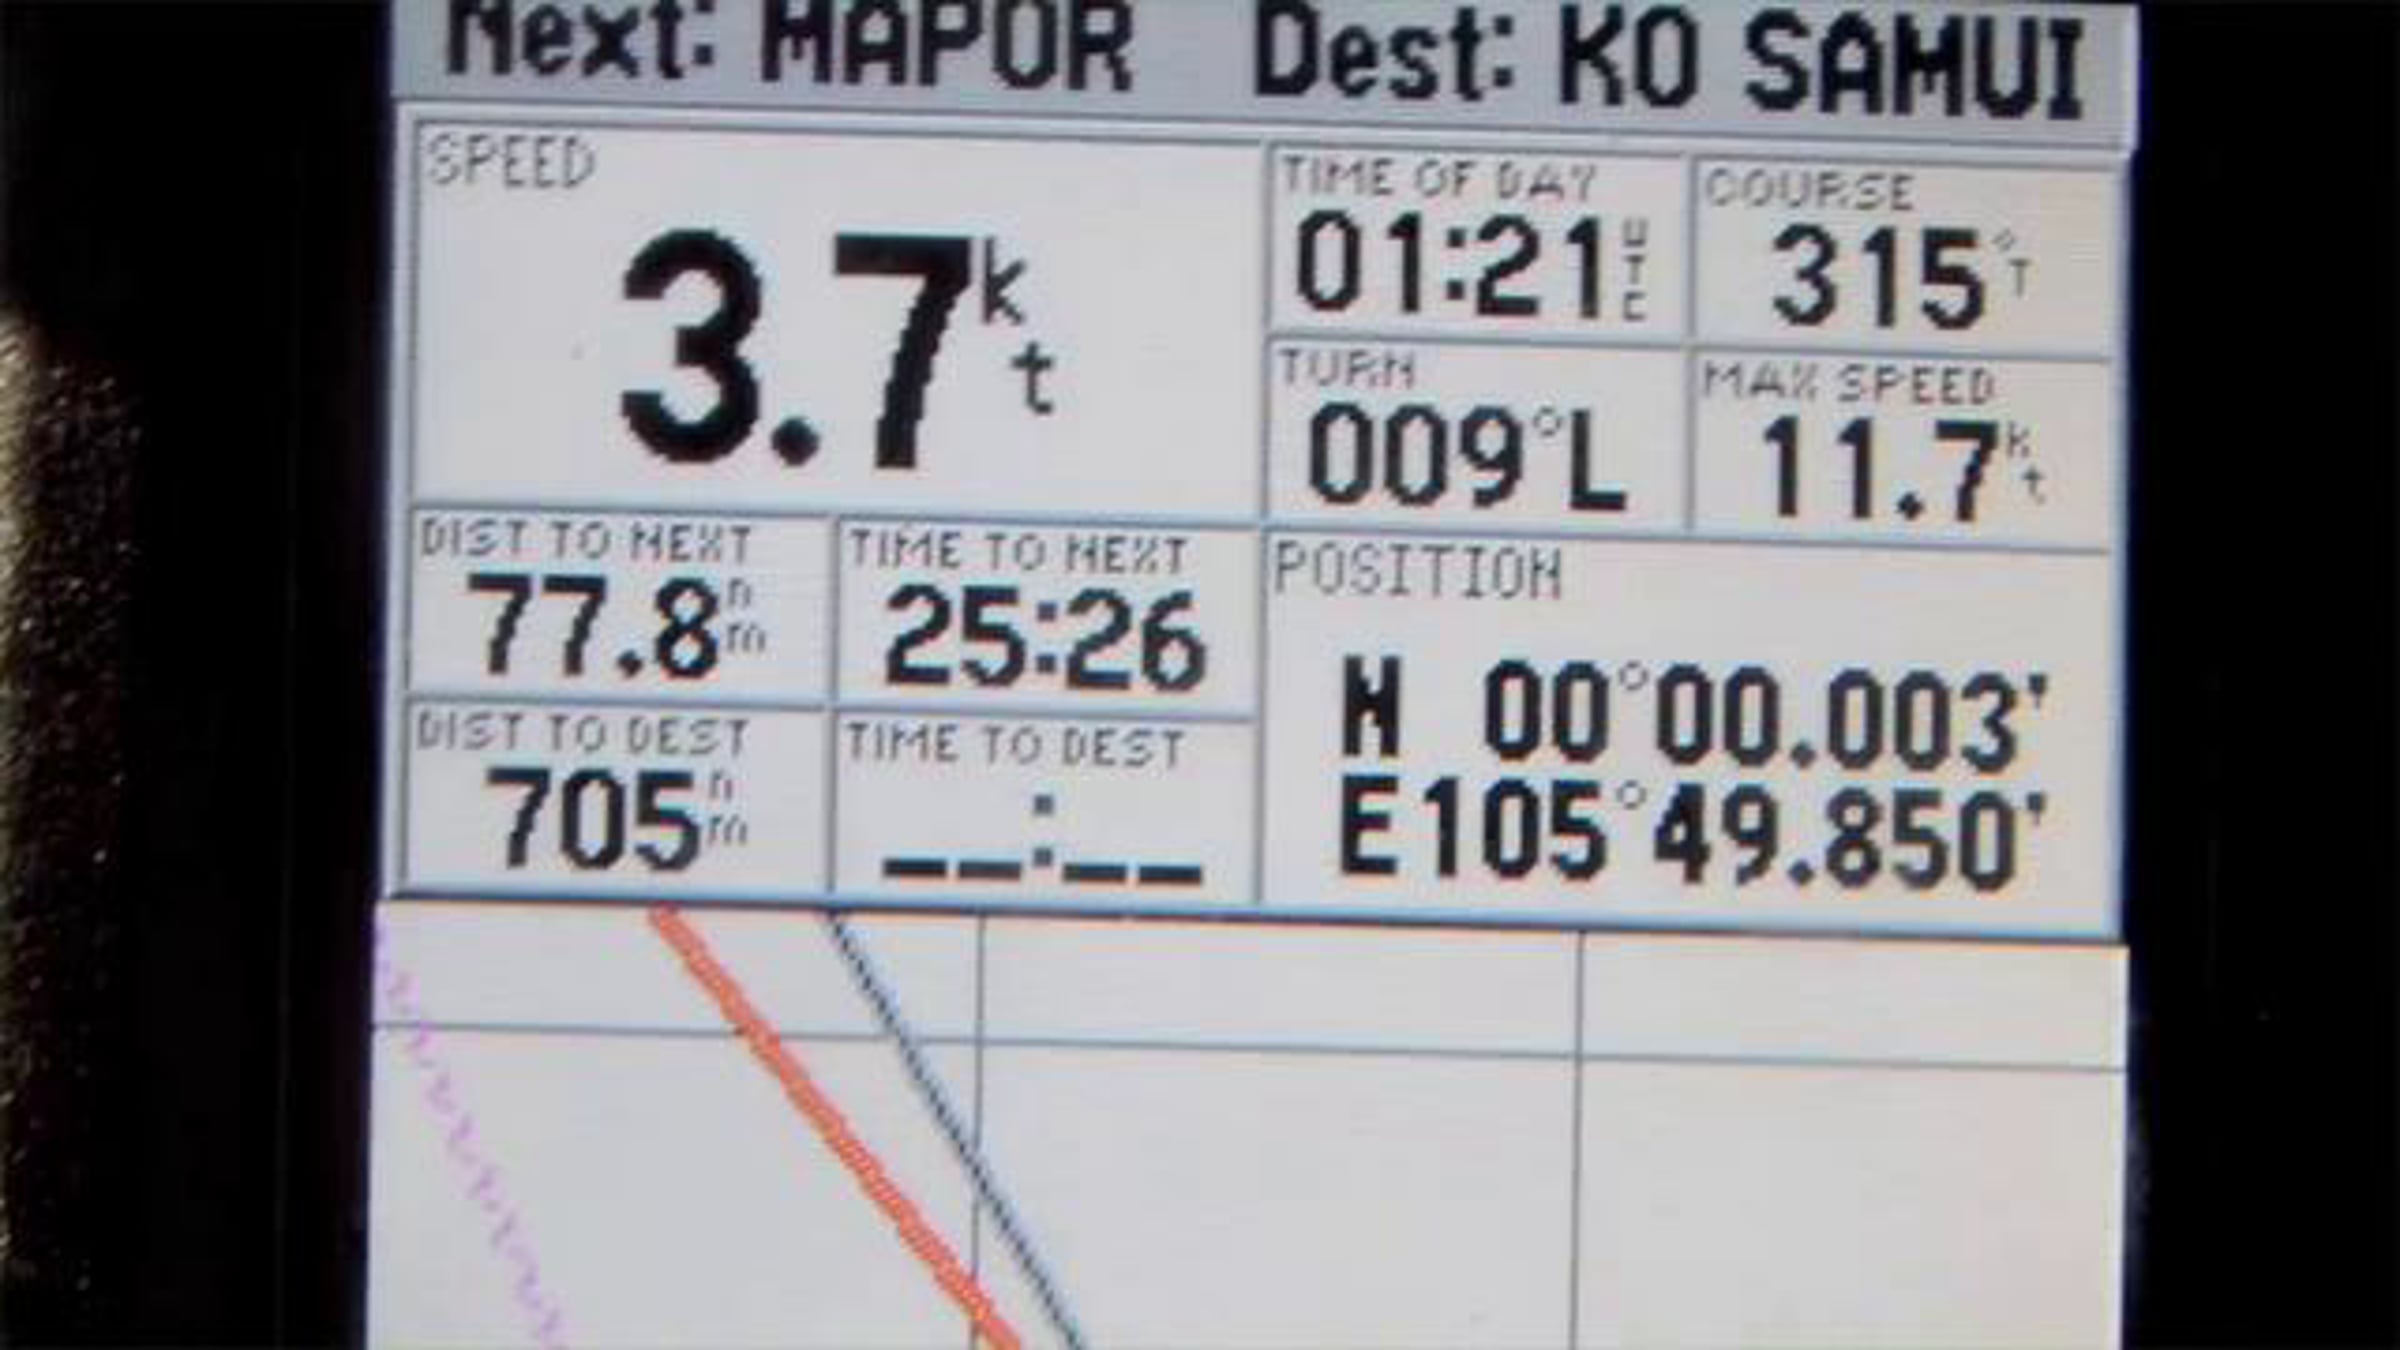 Next: MAPOR Dest: KO SAMUI
SPEED
3.7kt
TIME OF DAY
01:21UTC
COURSE
315°T
TURN
009°L
MAX SPEED
11.7kt
DIST TO NEXT
77.8nm
TIME TO NEXT
25:26
POSITION
N 00°00.003'
E105°49.850'
DIST TO DEST
705nm
TIME TO DEST
__:__